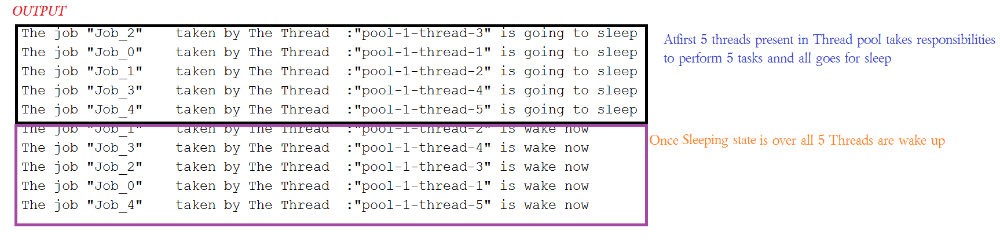 OUTPUT
The job "Job_2" taken by The Thread :"pool-1-thread-3" is going to sleep
The job "Job_0" taken by The Thread :"pool-1-thread-1" is going to sleep
The job "Job_1" taken by The Thread :"pool-1-thread-2" is going to sleep
The job "Job_3" taken by The Thread :"pool-1-thread-4" is going to sleep
The job "Job_4" taken by The Thread :"pool-1-thread-5" is going to sleep
Atfirst 5 threads present in Thread pool takes responsibilities
to perform 5 tasks annd all goes for sleep
The job "Job_1" taken by The Thread :"pool-1-thread-2" is wake now
The job "Job_3" taken by The Thread :"pool-1-thread-4" is wake now
The job "Job_2" taken by The Thread :"pool-1-thread-3" is wake now
The job "Job_0" taken by The Thread :"pool-1-thread-1" is wake now
The job "Job_4" taken by The Thread :"pool-1-thread-5" is wake now
Once Sleeping state is over all 5 Threads are wake up